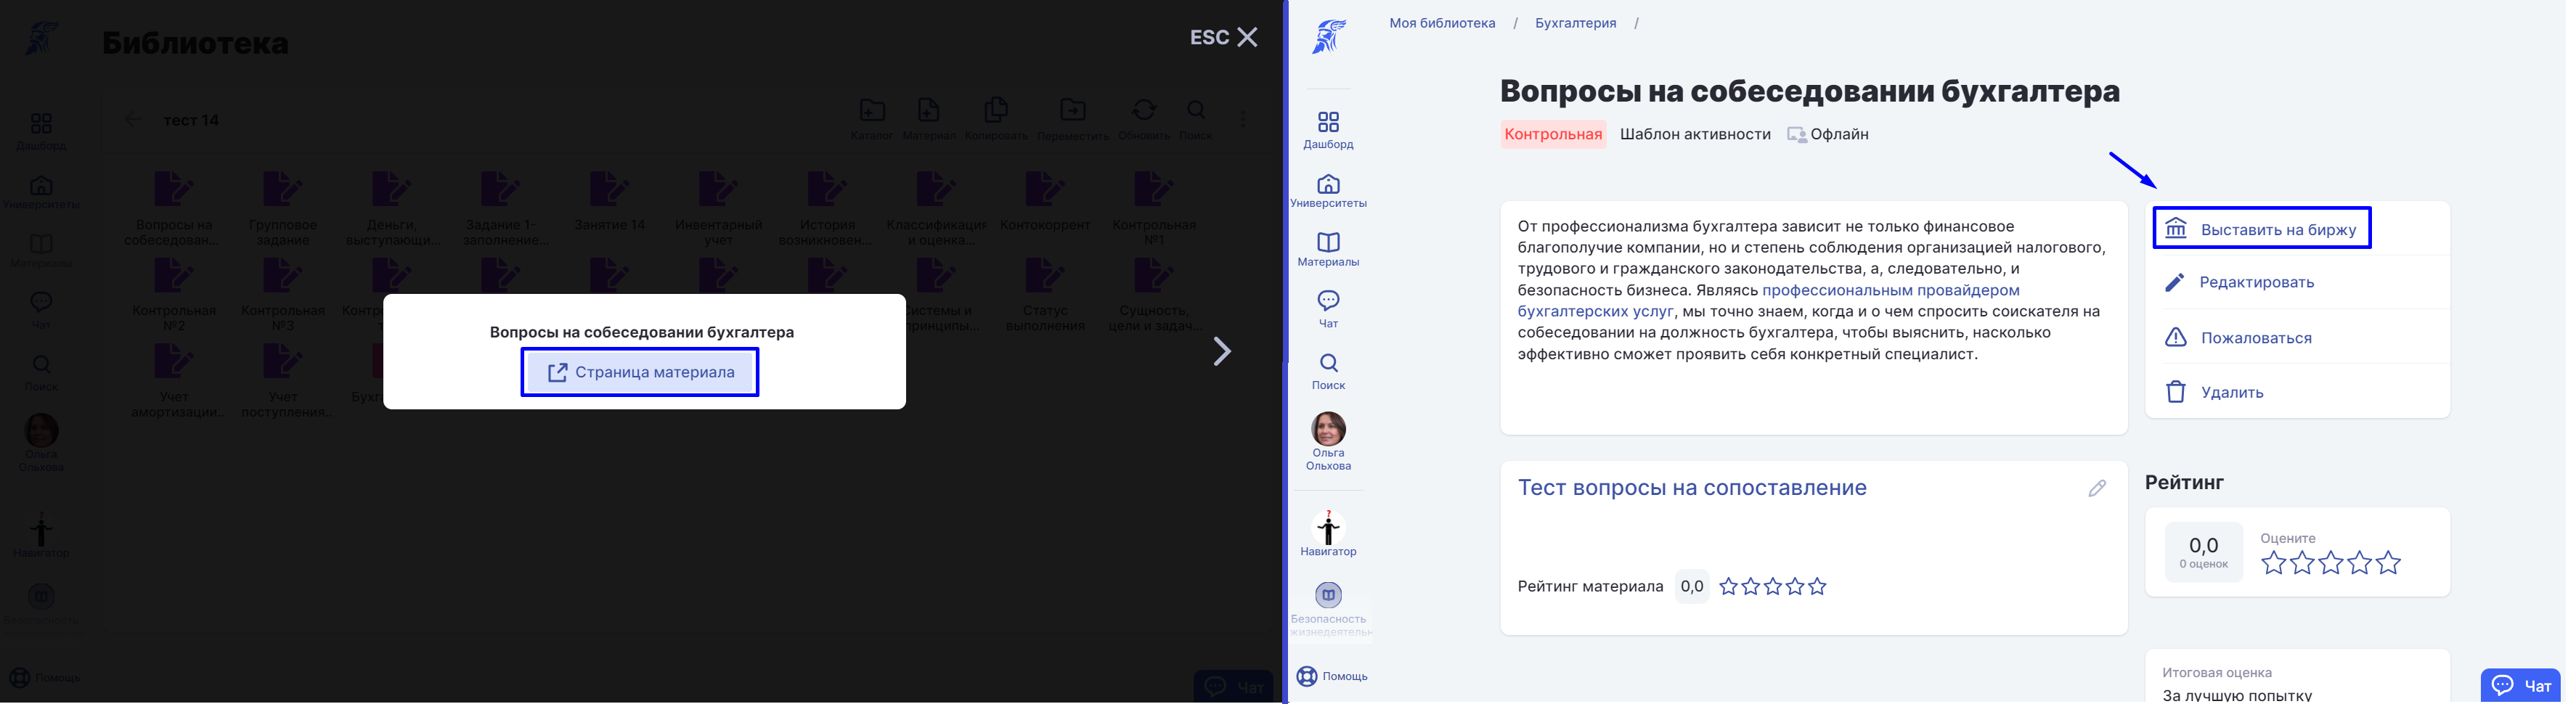 Библиотека
ESC
тест 14
Каталог
Материал
Копировать
Переместить
Обновить
Поиск
Дашборд
Университеты
Материалы
Чат
Поиск
Ольга
Ольхова
Навигатор
Безопасность
Помощь
Вопросы на
собеседован...
Групповое
задание
Деньги,
выступающи...
Задание 1-
заполнение...
Занятие 14
Инвентарный
учет
История
возникновен...
Классификация
и оценка...
Контокоррент
Контрольная
№1
Контрольная
№2
Контрольная
№3
Статус
выполнения
Сущность,
цели и задач...
Учет
амортизации..
Учет
поступления..
Вопросы на собеседовании бухгалтера
Страница материала
Чат
Моя библиотека / Бухгалтерия /
Дашборд
Университеты
Материалы
Чат
Поиск
Ольга
Ольхова
?
Навигатор
Безопасность
жизнедеятельн
Помощь
Вопросы на собеседовании бухгалтера
Контрольная Шаблон активности Офлайн
От профессионализма бухгалтера зависит не только финансовое
благополучие компании, но и степень соблюдения организацией налогового,
трудового и гражданского законодательства, а, следовательно, и
безопасность бизнеса. Являясь профессиональным провайдером
бухгалтерских услуг, мы точно знаем, когда и о чем спросить соискателя на
собеседовании на должность бухгалтера, чтобы выяснить, насколько
эффективно сможет проявить себя конкретный специалист.
Тест вопросы на сопоставление
Рейтинг материала 0,0
Выставить на биржу
Редактировать
Пожаловаться
Удалить
Рейтинг
0,0
0 оценок
Оцените
Итоговая оценка
За лучшую попытку
Чат